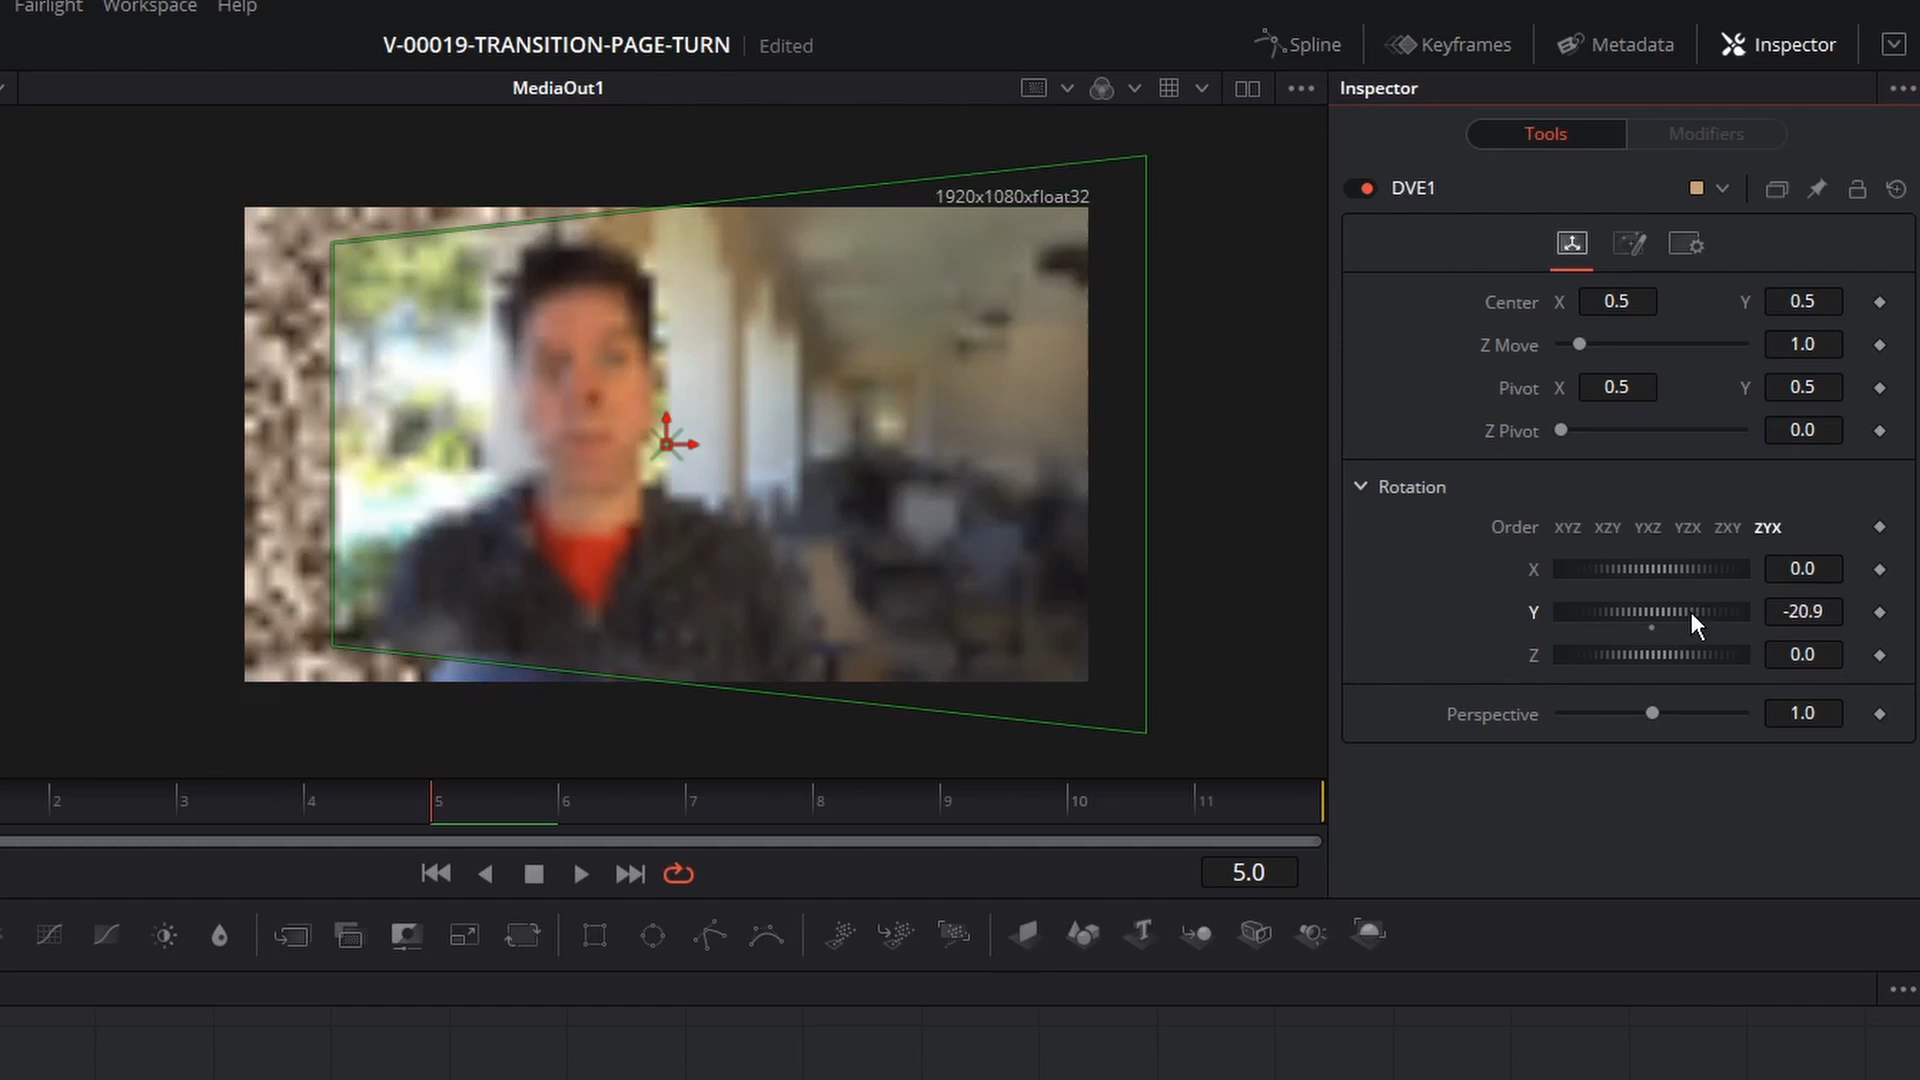 Fairlight Workspace Help
V-00019-TRANSITION-PAGE-TURN Edited
Spline Keyframes Metadata Inspector
MediaOut1
Inspector
Tools Modifiers
DVE1
1920x1080xfloat32
Center X 0.5 Y 0.5
Z Move 1.0
Pivot X 0.5 Y 0.5
Z Pivot 0.0
Rotation
Order XYZ XZY YXZ YZX ZXY ZYX
X 0.0
Y -20.9
Z 0.0
Perspective 1.0
2 3 4 5 6 7 8 9 10 11
5.0